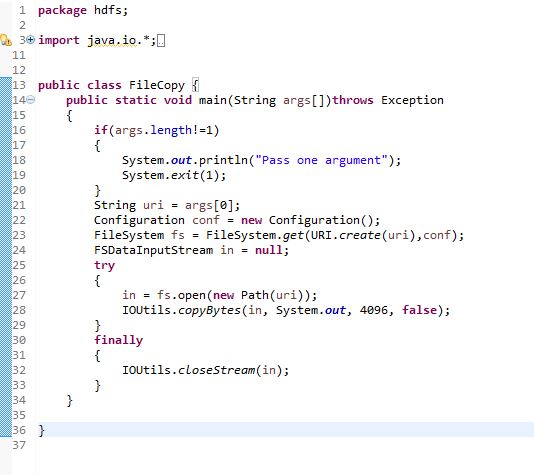 1 package hdfs;
2
3 import java.io.*;
11
12
13 public class FileCopy {
14 public static void main(String args[])throws Exception
15 {
16 if(args.length!=1)
17 {
18 System.out.println("Pass one argument");
19 System.exit(1);
20 }
21 String uri = args[0];
22 Configuration conf = new Configuration();
23 FileSystem fs = FileSystem.get(URI.create(uri),conf);
24 FSDataInputStream in = null;
25 try
26 {
27 in = fs.open(new Path(uri));
28 IOUtils.copyBytes(in, System.out, 4096, false);
29 }
30 finally
31 {
32 IOUtils.closeStream(in);
33 }
34 }
35
36 }
37